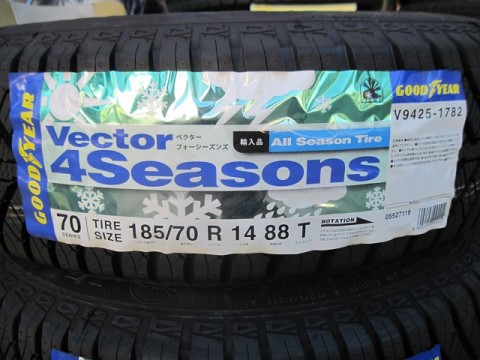 GOODYEAR
GOODYEAR
V9425-1782
Vector
ベクター
フォーシーズンズ
輸入品
All Season Tire
4Seasons
05527118
70
SERIES
TIRE
SIZE
185/70 R 14 88 T
ROTATION